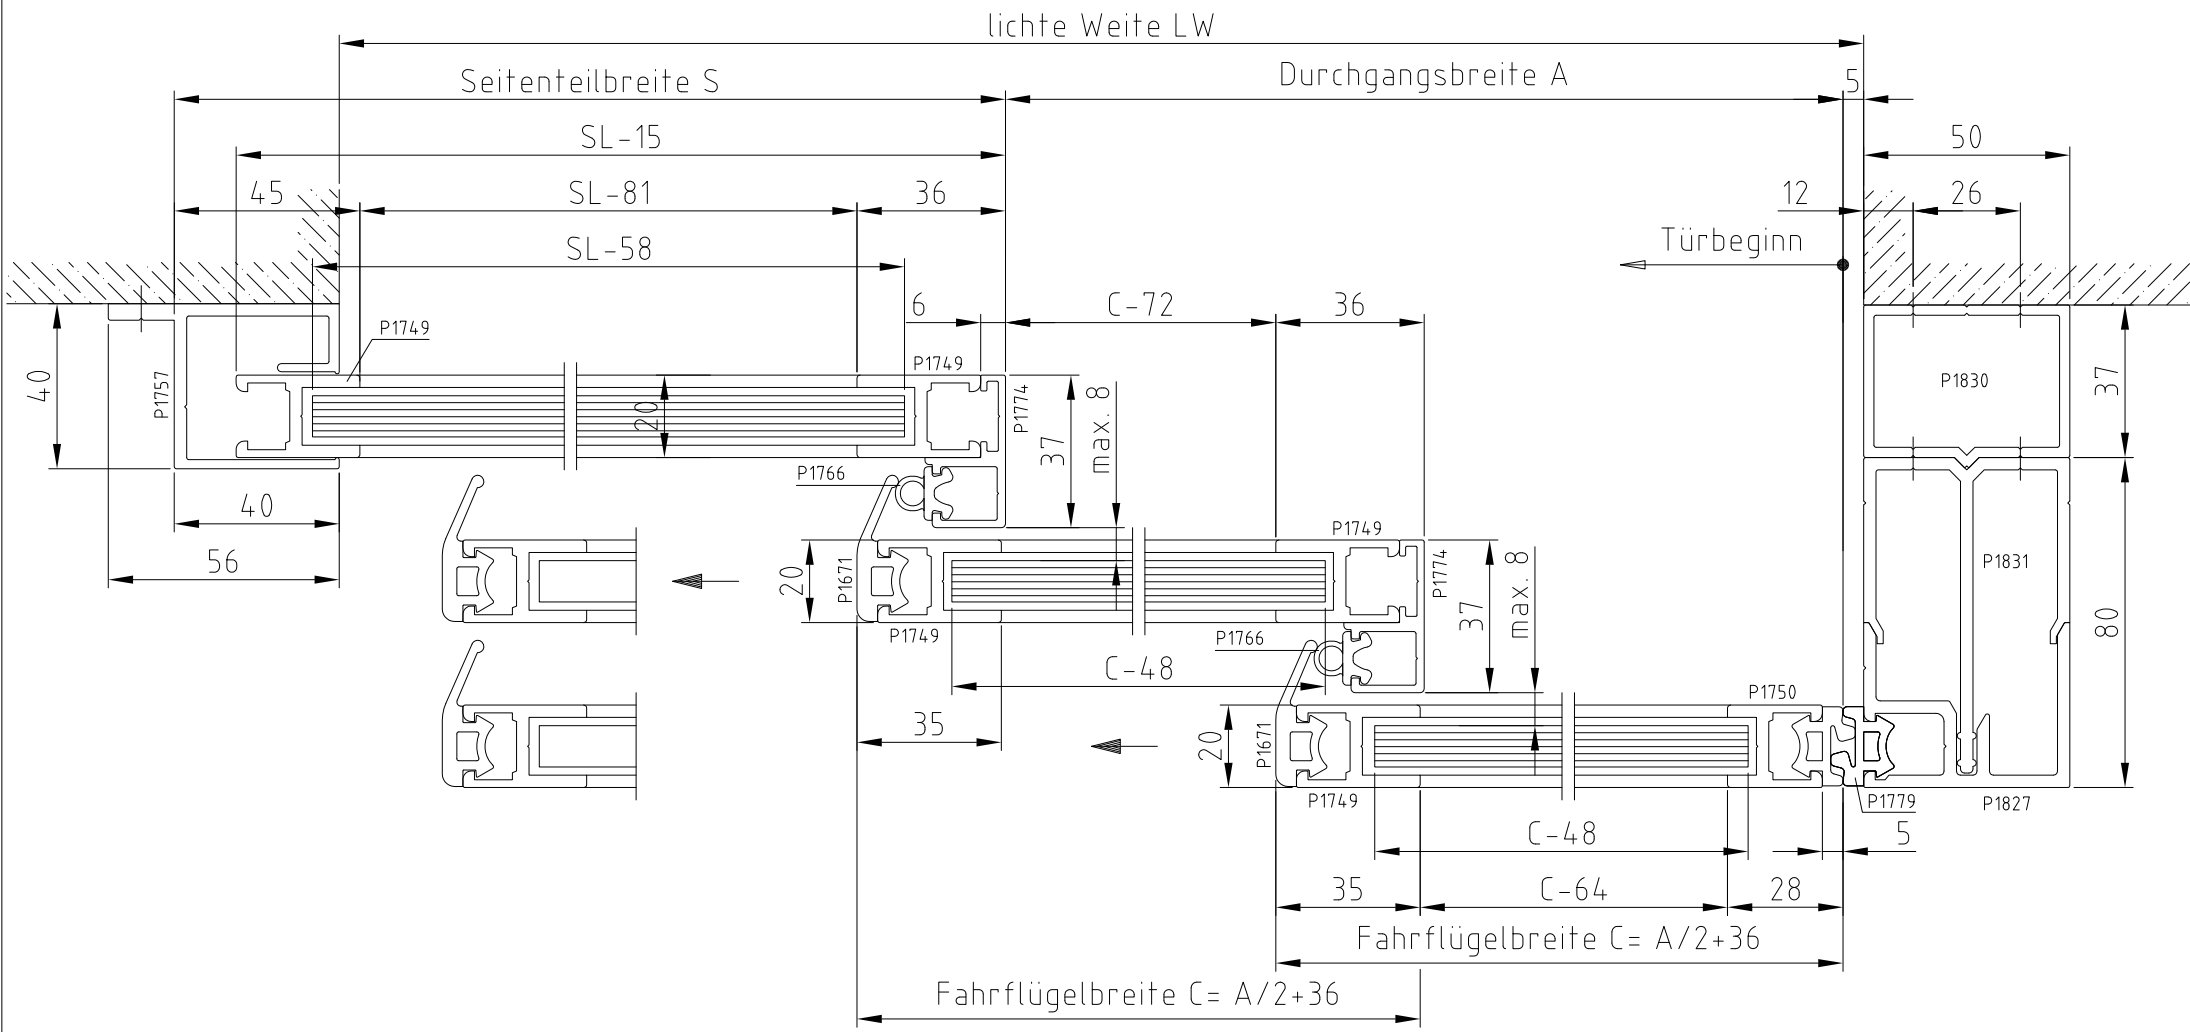 lichte Weite LW
Seitenteilbreite S
Durchgangsbreite A
5
SL-15
50
45
SL-81
36
12
26
SL-58
Türbeginn
6
C-72
36
P1749
P1749
40
P1757
20
P1774
37
max. 8
P1830
37
P1766
40
P1749
56
20
P1671
P1774
37
max. 8
P1831
80
P1749
P1766
C-48
35
P1750
20
P1671
P1749
P1779
P1827
C-48
5
35
C-64
28
Fahrflügelbreite C= A/2+36
Fahrflügelbreite C= A/2+36